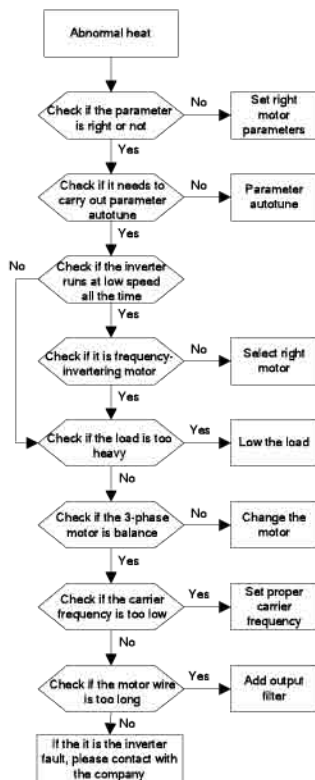 Abnormal heat
Check if the parameter
is right or not
No
Set right
motor
parameters
Yes
Check if it needs to
carry out parameter
autotune
No
Parameter
autotune
Yes
No
Check if the inverter
runs at low speed
all the time
Yes
Check if it is frequency-
invertering motor
No
Select right
motor
Yes
Check if the load is too
heavy
Yes
Low the load
No
Check if the 3-phase
motor is balance
No
Change the
motor
Yes
Check if the carrier
frequency is too low
Yes
Set proper
carrier
frequency
No
Check if the motor wire
is too long
Yes
Add output
filter
No
If the it is the inverter
fault, please contact with
the company